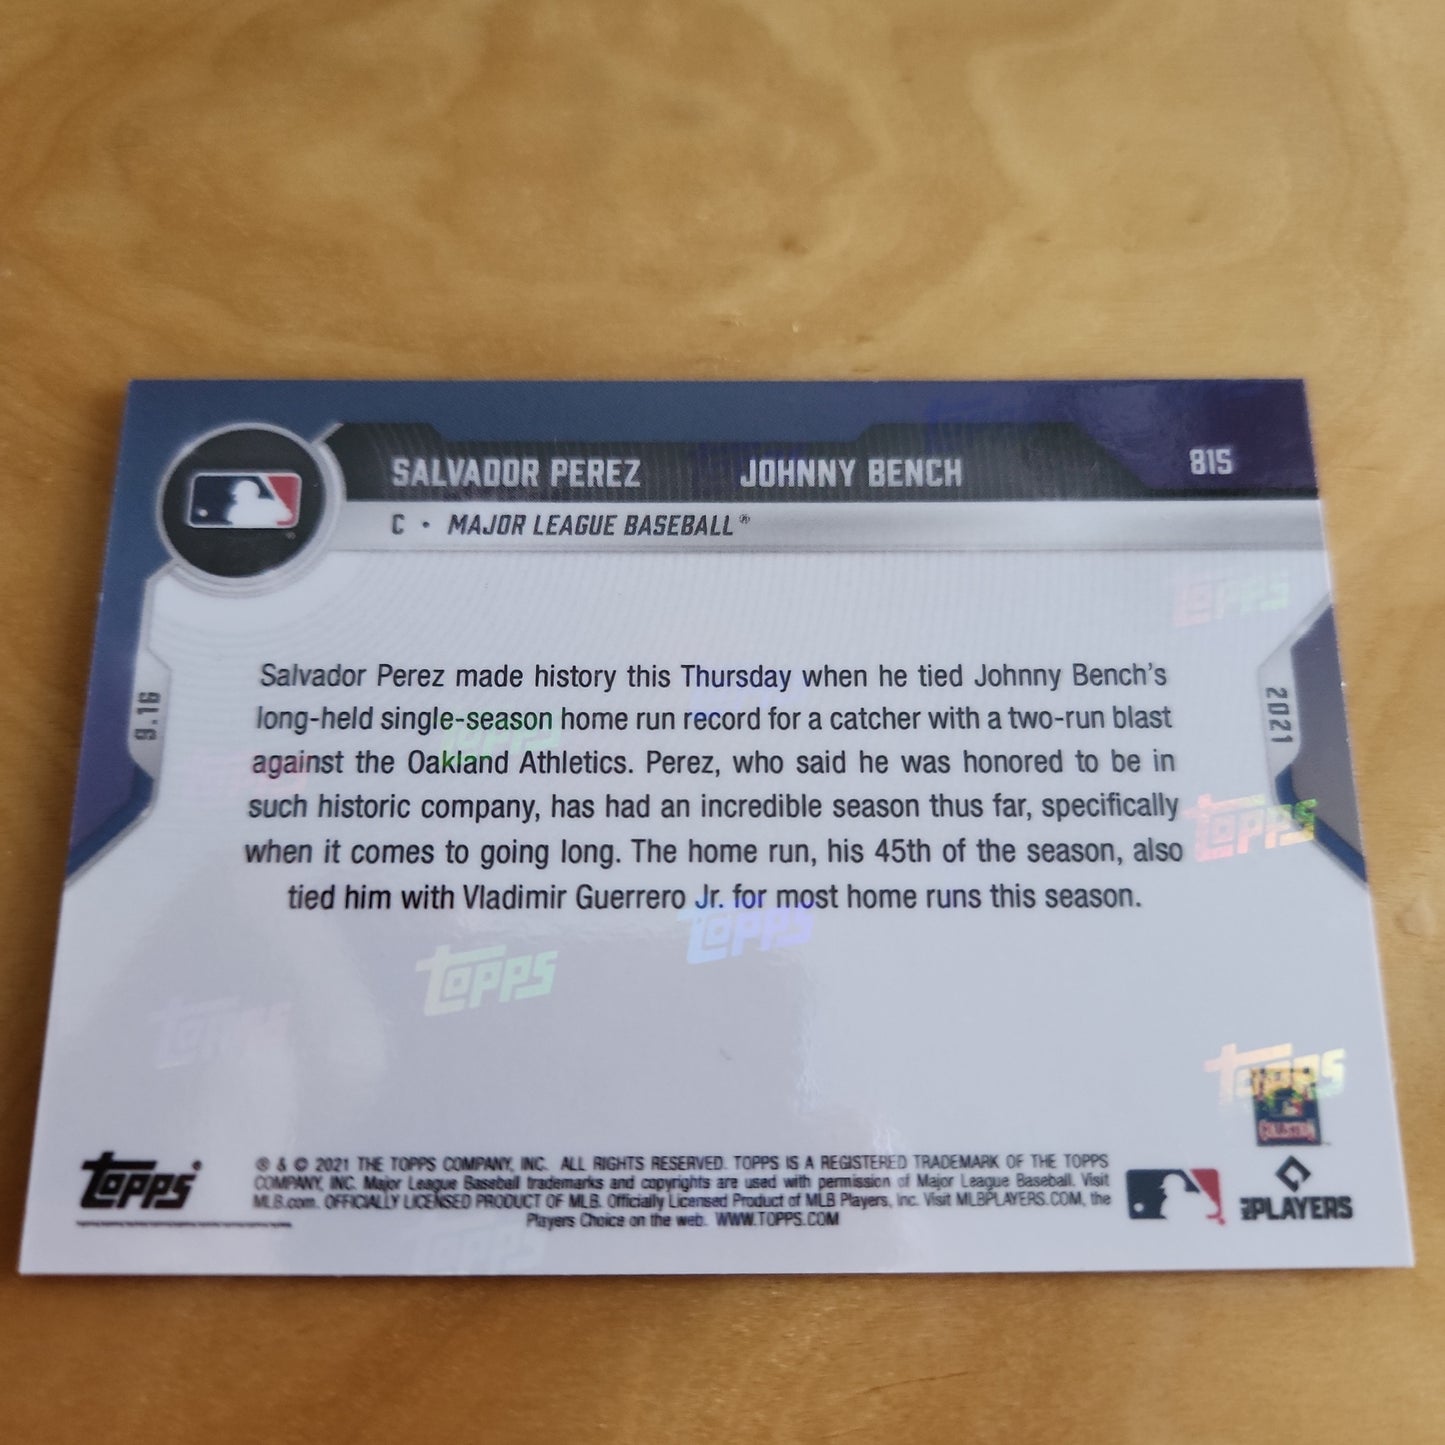 SALVADOR PEREZ JOHNNY BENCH 815
C • MAJOR LEAGUE BASEBALL®
9.16
2021
Salvador Perez made history this Thursday when he tied Johnny Bench's
long-held single-season home run record for a catcher with a two-run blast
against the Oakland Athletics. Perez, who said he was honored to be in
such historic company, has had an incredible season thus far, specifically
when it comes to going long. The home run, his 45th of the season, also
tied him with Vladimir Guerrero Jr. for most home runs this season.
topps
topps
topps
topps
topps
topps®
® & © 2021 THE TOPPS COMPANY, INC. ALL RIGHTS RESERVED. TOPPS IS A REGISTERED TRADEMARK OF THE TOPPS
COMPANY, INC. Major League Baseball trademarks and copyrights are used with permission of Major League Baseball. Visit
MLB.com. OFFICIALLY LICENSED PRODUCT OF MLB. Officially Licensed Product of MLB Players, Inc. Visit MLBPLAYERS.COM, the
Players Choice on the web. WWW.TOPPS.COM
PLAYERS